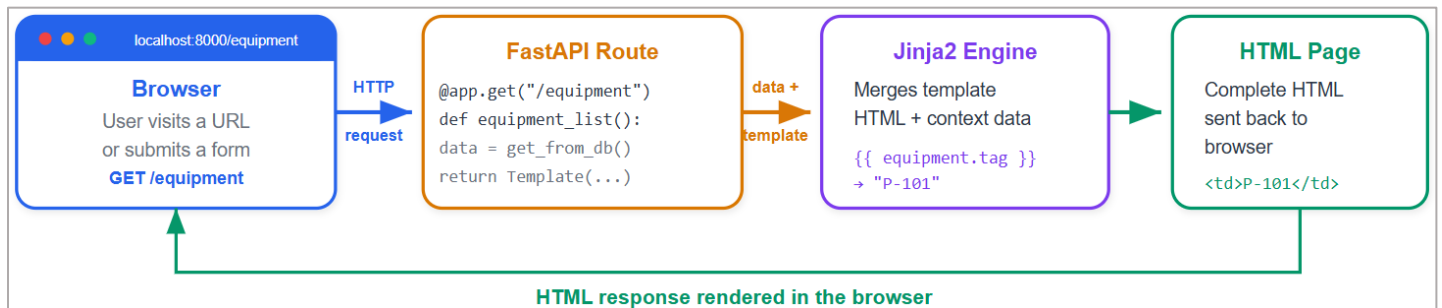 localhost:8000/equipment
Browser
User visits a URL
or submits a form
GET /equipment
HTTP
request
FastAPI Route
@app.get("/equipment")
def equipment_list():
data = get_from_db()
return Template(...)
data +
template
Jinja2 Engine
Merges template
HTML + context data
{{ equipment.tag }}
→ "P-101"
HTML Page
Complete HTML
sent back to
browser
<td>P-101</td>
HTML response rendered in the browser